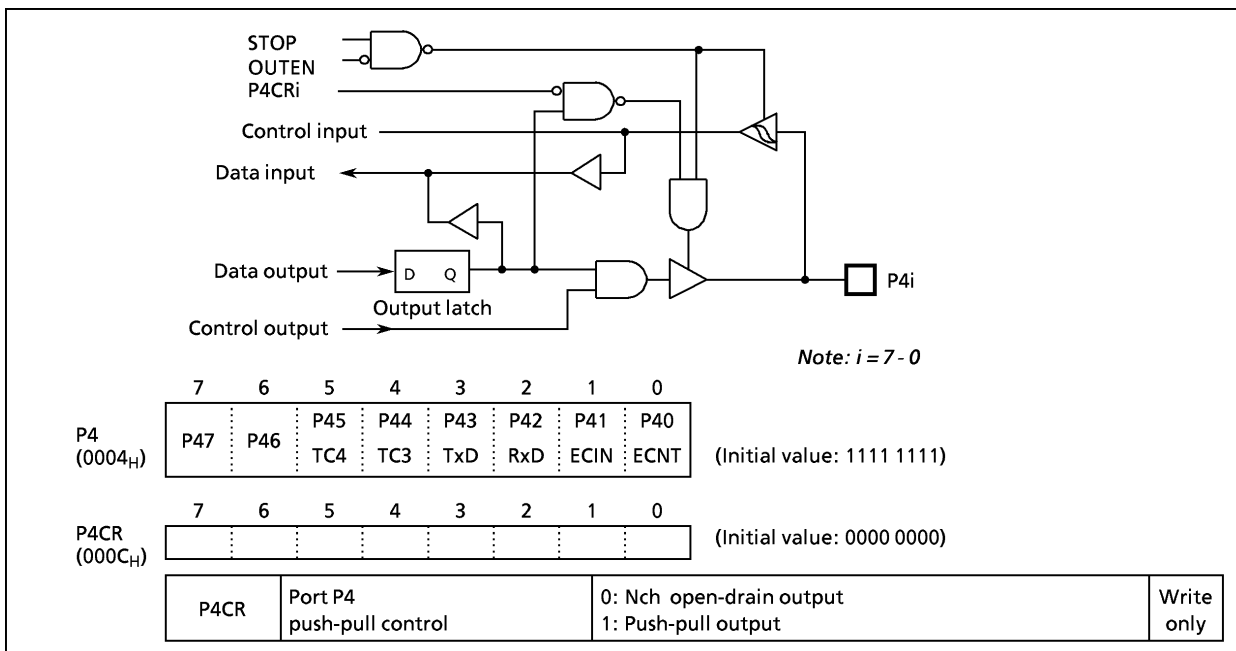 STOP
OUTEN
P4CRi
Control input
Data input
Data output
D Q
P4i
Output latch
Control output
Note: i = 7 - 0
7 6 5 4 3 2 1 0
P4
(0004H)
P47 P46 P45 P44 P43 P42 P41 P40
TC4 TC3 TxD RxD ECIN ECNT
(Initial value: 1111 1111)
7 6 5 4 3 2 1 0
P4CR
(000CH)
(Initial value: 0000 0000)
P4CR
Port P4
push-pull control
0: Nch open-drain output
1: Push-pull output
Write
only